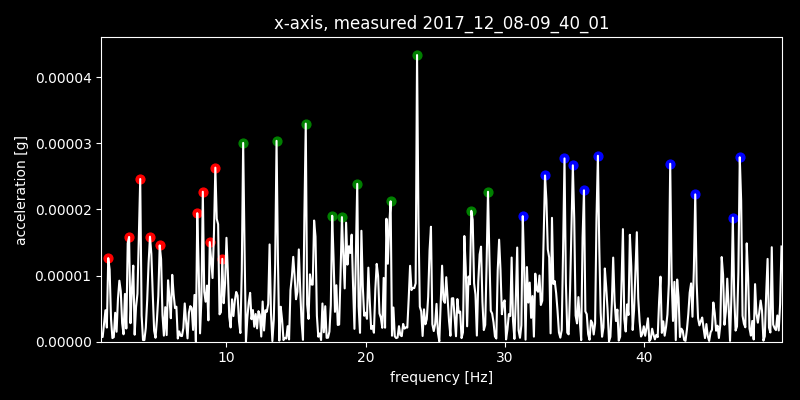 x-axis, measured 2017_12_08-09_40_01
0.00004
0.00003
0.00002
0.00001
0.00000
acceleration [g]
10 20 30 40
frequency [Hz]